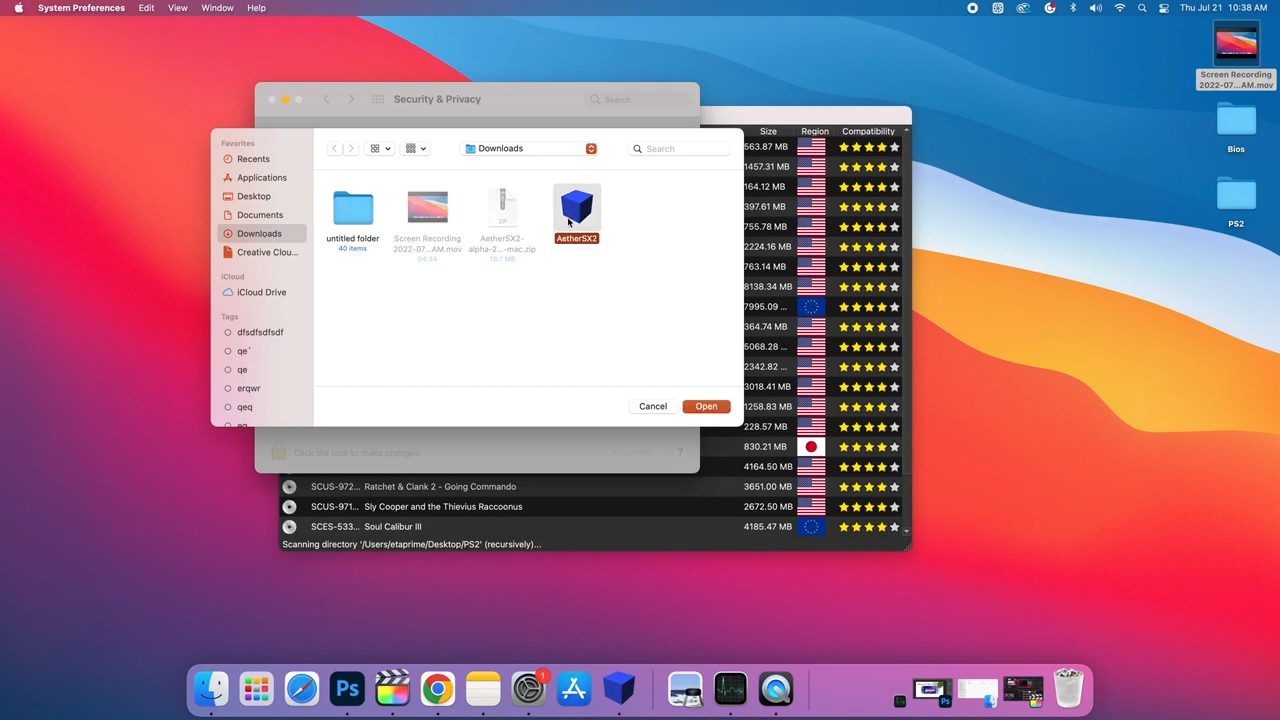 System Preferences Edit View Window Help
Thu Jul 21 10:38 AM
Screen Recording
2022-07...AM.mov
Bios
PS2
Security & Privacy
Search
Size Region Compatibility
Favorites
Recents
Applications
Desktop
Documents
Downloads
Creative Clou...
iCloud
iCloud Drive
Tags
dfsdfsdfsdf
qe`
qe
erqwr
qeq
Downloads
Search
untitled folder
40 items
Screen Recording
2022-07...AM.mov
04:34
AetherSX2-
alpha-2...-mac.zip
18.7 MB
ZIP
AetherSX2
Cancel Open
563.87 MB
1457.31 MB
164.12 MB
397.61 MB
755.78 MB
2224.16 MB
763.14 MB
8138.34 MB
7995.09 ...
364.74 MB
5068.28 ...
2342.82 ...
3018.41 MB
1258.83 MB
228.57 MB
830.21 MB
4164.50 MB
Click the lock to make changes.
Advanced...
?
SCUS-972... Ratchet & Clank 2 - Going Commando 3651.00 MB
SCUS-971... Sly Cooper and the Thievius Raccoonus 2672.50 MB
SCES-533... Soul Calibur III 4185.47 MB
Scanning directory '/Users/etaprime/Desktop/PS2' (recursively)...
Ps
1
Ps